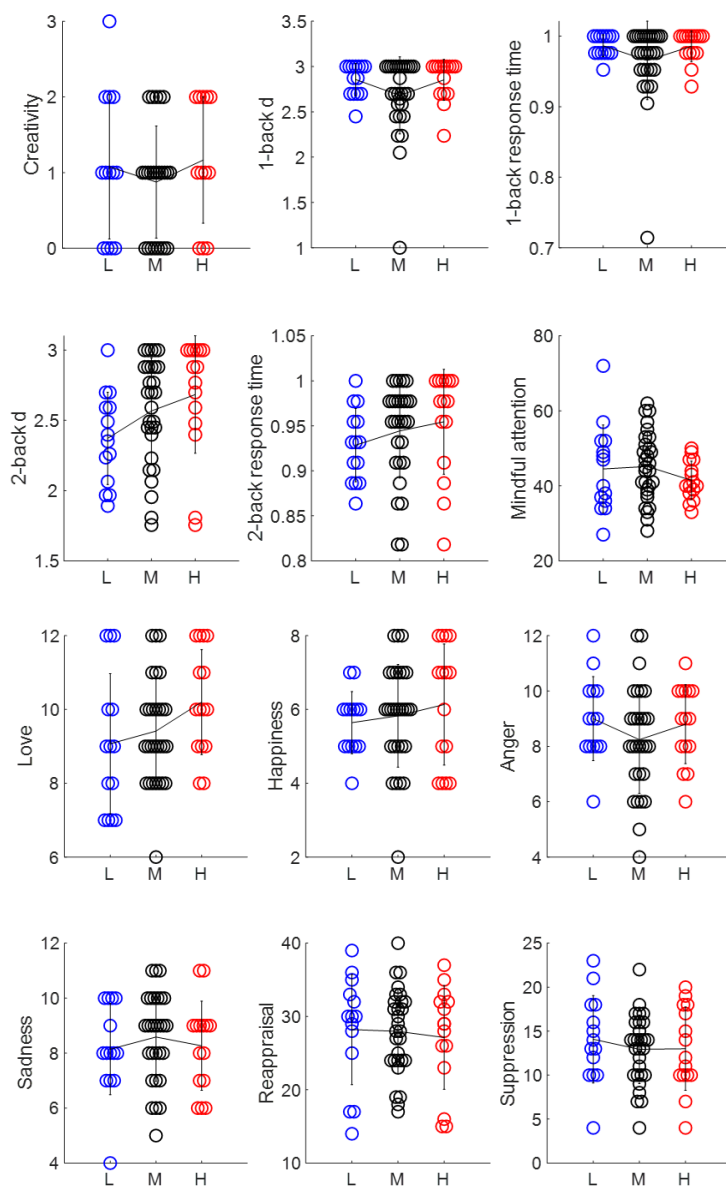 Creativity
3
2
1
0
L M H
1-back d
3.5
3
2.5
2
1.5
1
L M H
1-back response time
1
0.9
0.8
0.7
L M H
2-back d
3
2.5
2
1.5
L M H
2-back response time
1.05
1
0.95
0.9
0.85
0.8
L M H
Mindful attention
80
60
40
20
L M H
Love
12
10
8
6
L M H
Happiness
8
6
4
2
L M H
Anger
12
10
8
6
4
L M H
Sadness
12
10
8
6
4
L M H
Reappraisal
40
30
20
10
L M H
Suppression
25
20
15
10
5
0
L M H